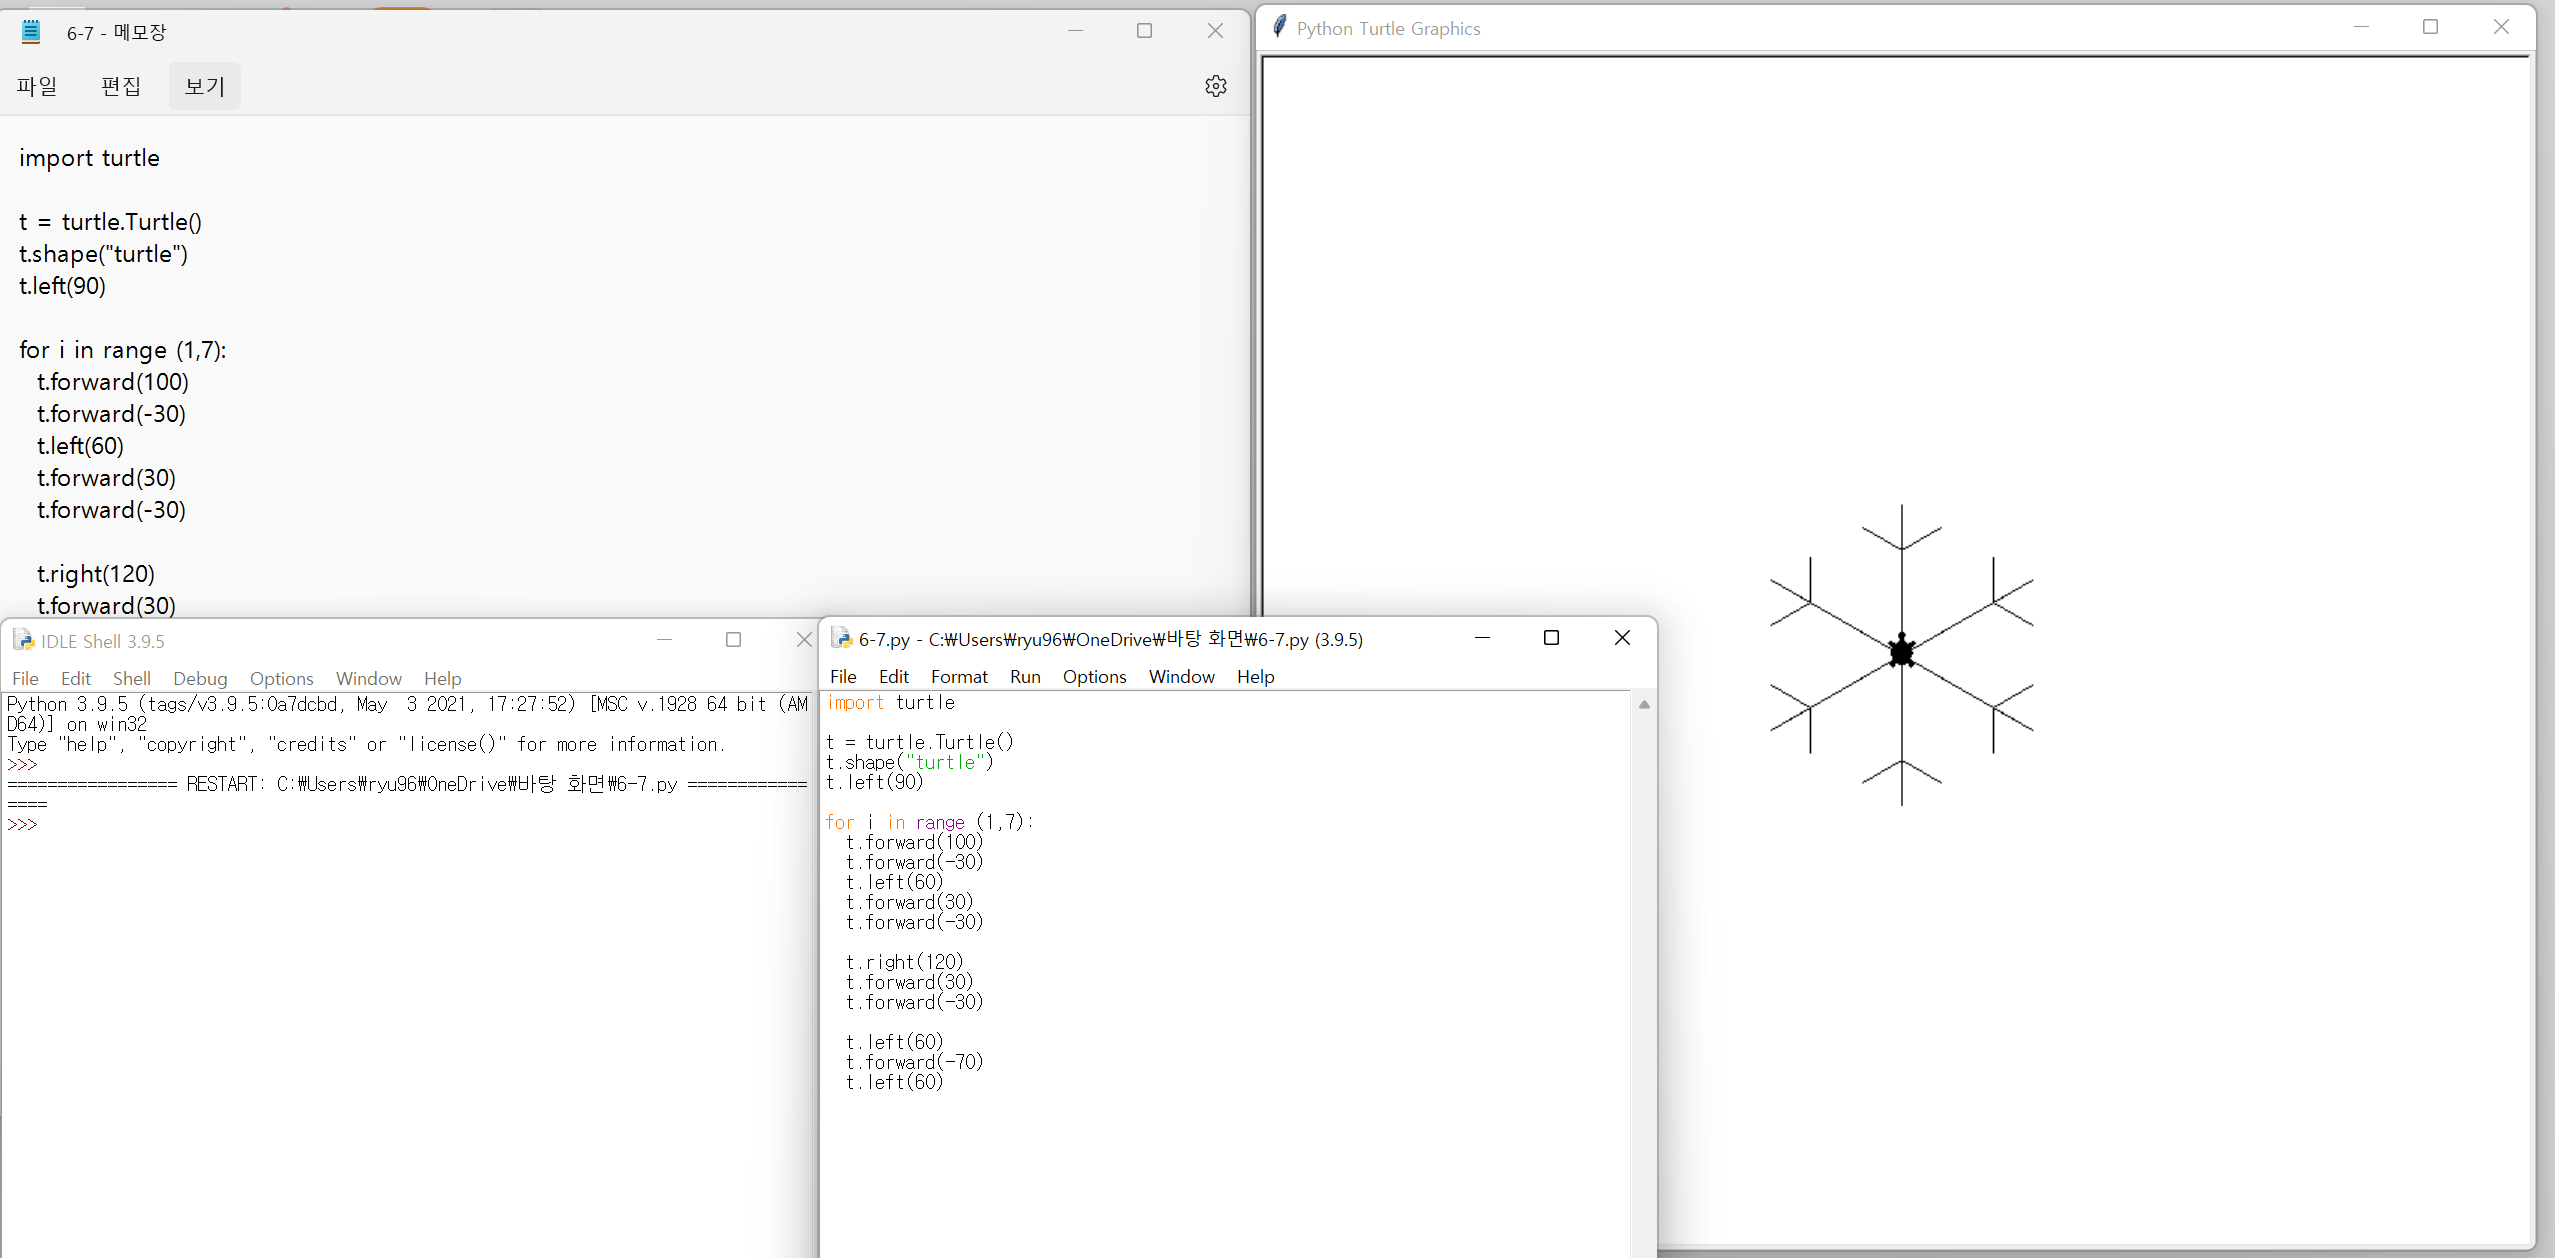 6-7 - 메모장
파일 편집 보기
import turtle
t = turtle.Turtle()
t.shape("turtle")
t.left(90)
for i in range (1,7):
t.forward(100)
t.forward(-30)
t.left(60)
t.forward(30)
t.forward(-30)
t.right(120)
t.forward(30)
Python Turtle Graphics
IDLE Shell 3.9.5
File Edit Shell Debug Options Window Help
Python 3.9.5 (tags/v3.9.5:0a7dcbd, May  3 2021, 17:27:52) [MSC v.1928 64 bit (AM
D64)] on win32
Type "help", "copyright", "credits" or "license()" for more information.
>>>
================= RESTART: C:₩Users₩ryu96₩OneDrive₩바탕 화면₩6-7.py ============
====
>>>
6-7.py - C:₩Users₩ryu96₩OneDrive₩바탕 화면₩6-7.py (3.9.5)
File Edit Format Run Options Window Help
import turtle
t = turtle.Turtle()
t.shape("turtle")
t.left(90)
for i in range (1,7):
t.forward(100)
t.forward(-30)
t.left(60)
t.forward(30)
t.forward(-30)
t.right(120)
t.forward(30)
t.forward(-30)
t.left(60)
t.forward(-70)
t.left(60)